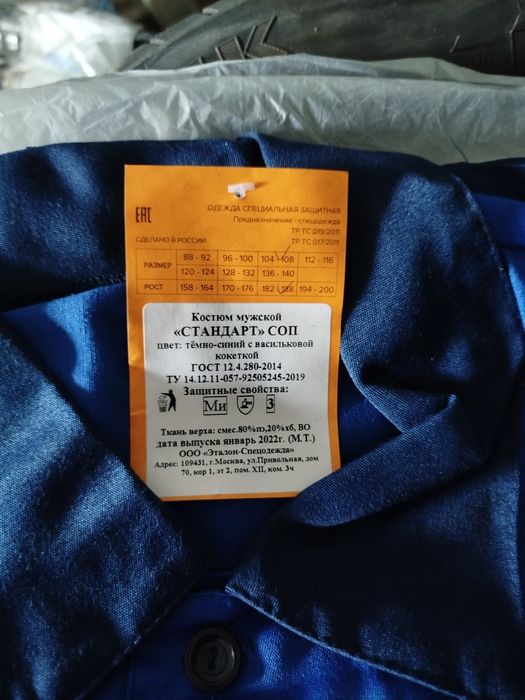 EAC
ОДЕЖДА СПЕЦИАЛЬНАЯ ЗАЩИТНАЯ
Предназначение - спецодежда
ТР ТС 019/2011
СДЕЛАНО В РОССИИ ТР ТС 017/2011
РАЗМЕР 88 - 92 96 - 100 104 - 108 112 - 116
120 - 124 128 - 132 136 - 140
РОСТ 158 - 164 170 - 176 182 - 188 194 - 200
Костюм мужской
«СТАНДАРТ» СОП
цвет: тёмно-синий с васильковой
кокеткой
ГОСТ 12.4.280-2014
ТУ 14.12.11-057-92505245-2019
Защитные свойства:
Ми З
Ткань верха: смес.80%пэ,20%хб, ВО
дата выпуска январь 2022г. (М.Т.)
ООО «Эталон-Спецодежда»
Адрес: 109431, г.Москва, ул.Привольная, дом
70, кор 1, эт 2, пом. XII, ком. 3ч